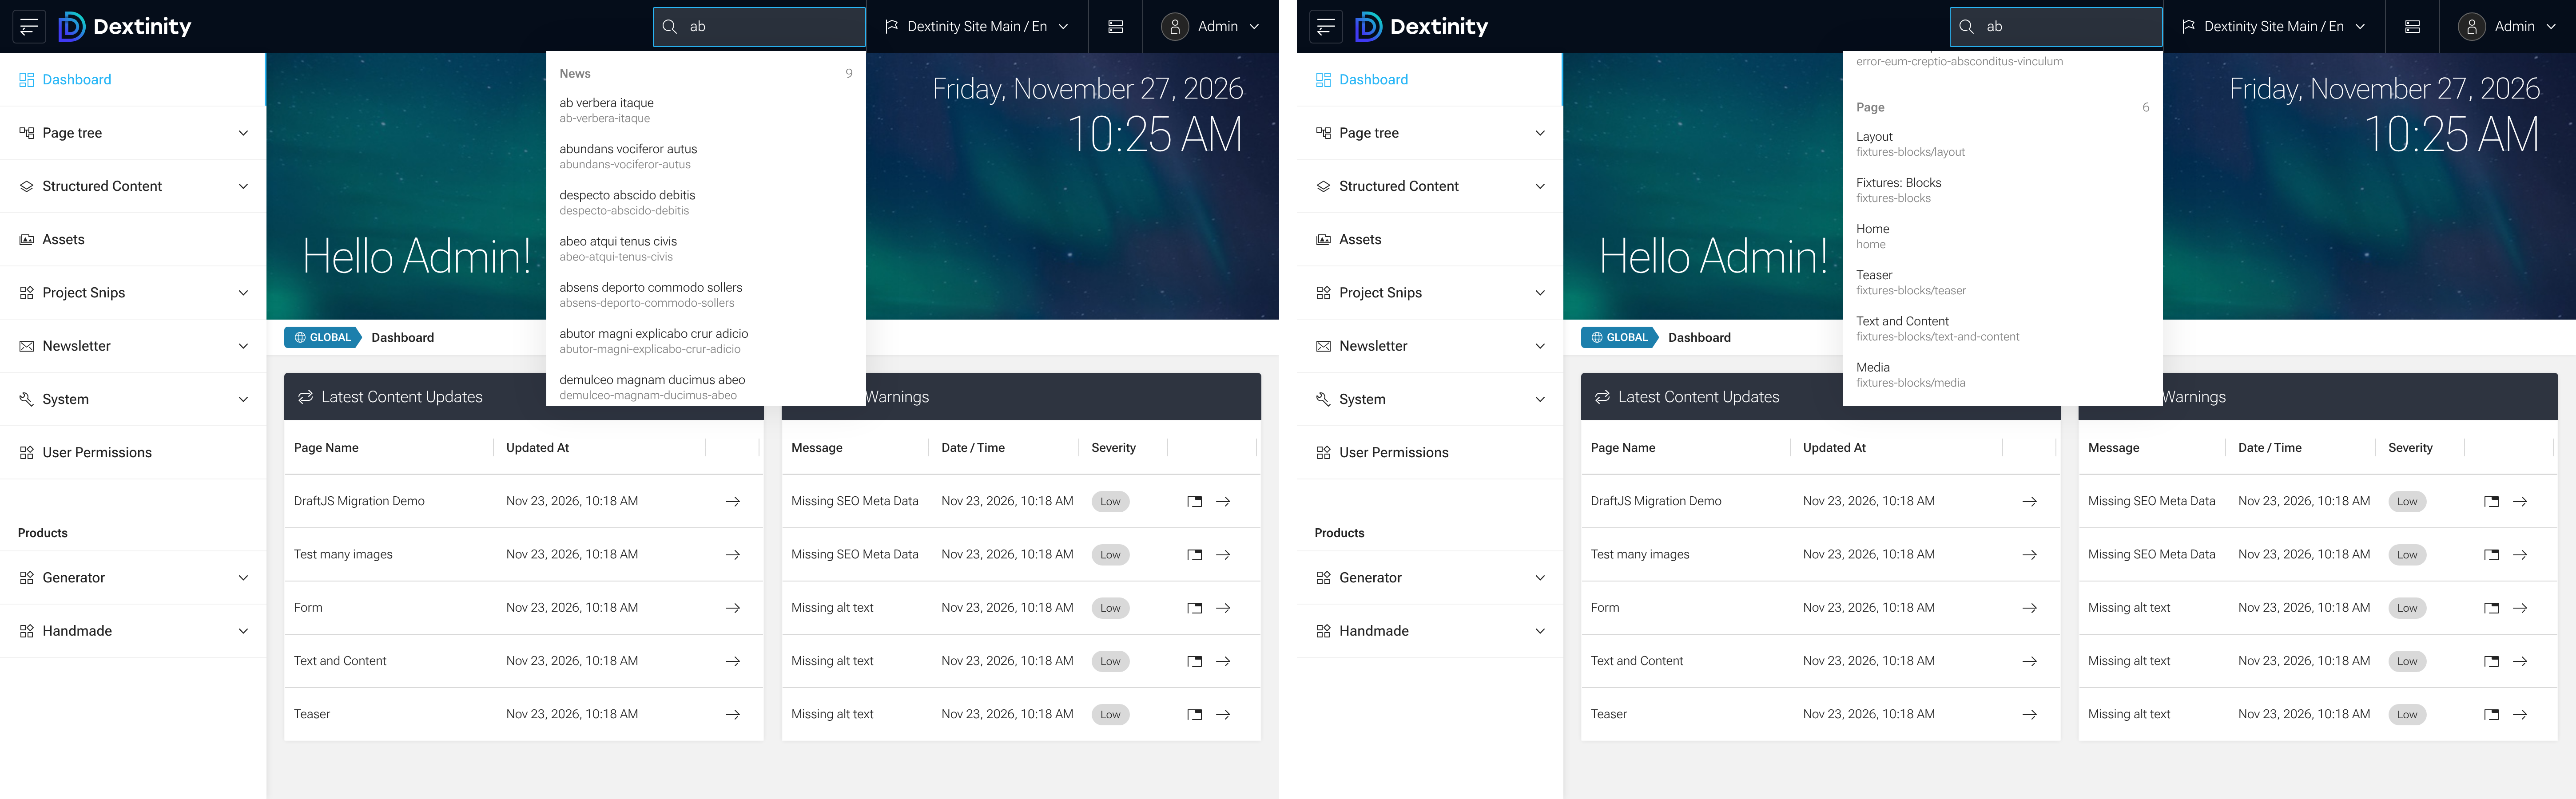 Dextinity
ab
Dextinity Site Main / En
Admin
Dashboard
Page tree
Structured Content
Assets
Project Snips
Newsletter
System
User Permissions
Products
Generator
Handmade
News 9
ab verbera itaque
ab-verbera-itaque
abundans vociferor autus
abundans-vociferor-autus
despecto abscido debitis
despecto-abscido-debitis
abeo atqui tenus civis
abeo-atqui-tenus-civis
absens deporto commodo sollers
absens-deporto-commodo-sollers
abutor magni explicabo crur adicio
abutor-magni-explicabo-crur-adicio
demulceo magnam ducimus abeo
demulceo-magnam-ducimus-abeo
Friday, November 27, 2026
10:25 AM
Hello Admin!
GLOBAL Dashboard
Latest Content Updates
Page Name Updated At
DraftJS Migration Demo Nov 23, 2026, 10:18 AM
Test many images Nov 23, 2026, 10:18 AM
Form Nov 23, 2026, 10:18 AM
Text and Content Nov 23, 2026, 10:18 AM
Teaser Nov 23, 2026, 10:18 AM
Warnings
Message Date / Time Severity
Missing SEO Meta Data Nov 23, 2026, 10:18 AM Low
Missing SEO Meta Data Nov 23, 2026, 10:18 AM Low
Missing alt text Nov 23, 2026, 10:18 AM Low
Missing alt text Nov 23, 2026, 10:18 AM Low
Missing alt text Nov 23, 2026, 10:18 AM Low
Dextinity
ab
Dextinity Site Main / En
Admin
Dashboard
Page tree
Structured Content
Assets
Project Snips
Newsletter
System
User Permissions
Products
Generator
Handmade
error-eum-creptio-absconditus-vinculum
Page 6
Layout
fixtures-blocks/layout
Fixtures: Blocks
fixtures-blocks
Home
home
Teaser
fixtures-blocks/teaser
Text and Content
fixtures-blocks/text-and-content
Media
fixtures-blocks/media
Friday, November 27, 2026
10:25 AM
Hello Admin!
GLOBAL Dashboard
Latest Content Updates
Page Name Updated At
DraftJS Migration Demo Nov 23, 2026, 10:18 AM
Test many images Nov 23, 2026, 10:18 AM
Form Nov 23, 2026, 10:18 AM
Text and Content Nov 23, 2026, 10:18 AM
Teaser Nov 23, 2026, 10:18 AM
Warnings
Message Date / Time Severity
Missing SEO Meta Data Nov 23, 2026, 10:18 AM Low
Missing SEO Meta Data Nov 23, 2026, 10:18 AM Low
Missing alt text Nov 23, 2026, 10:18 AM Low
Missing alt text Nov 23, 2026, 10:18 AM Low
Missing alt text Nov 23, 2026, 10:18 AM Low